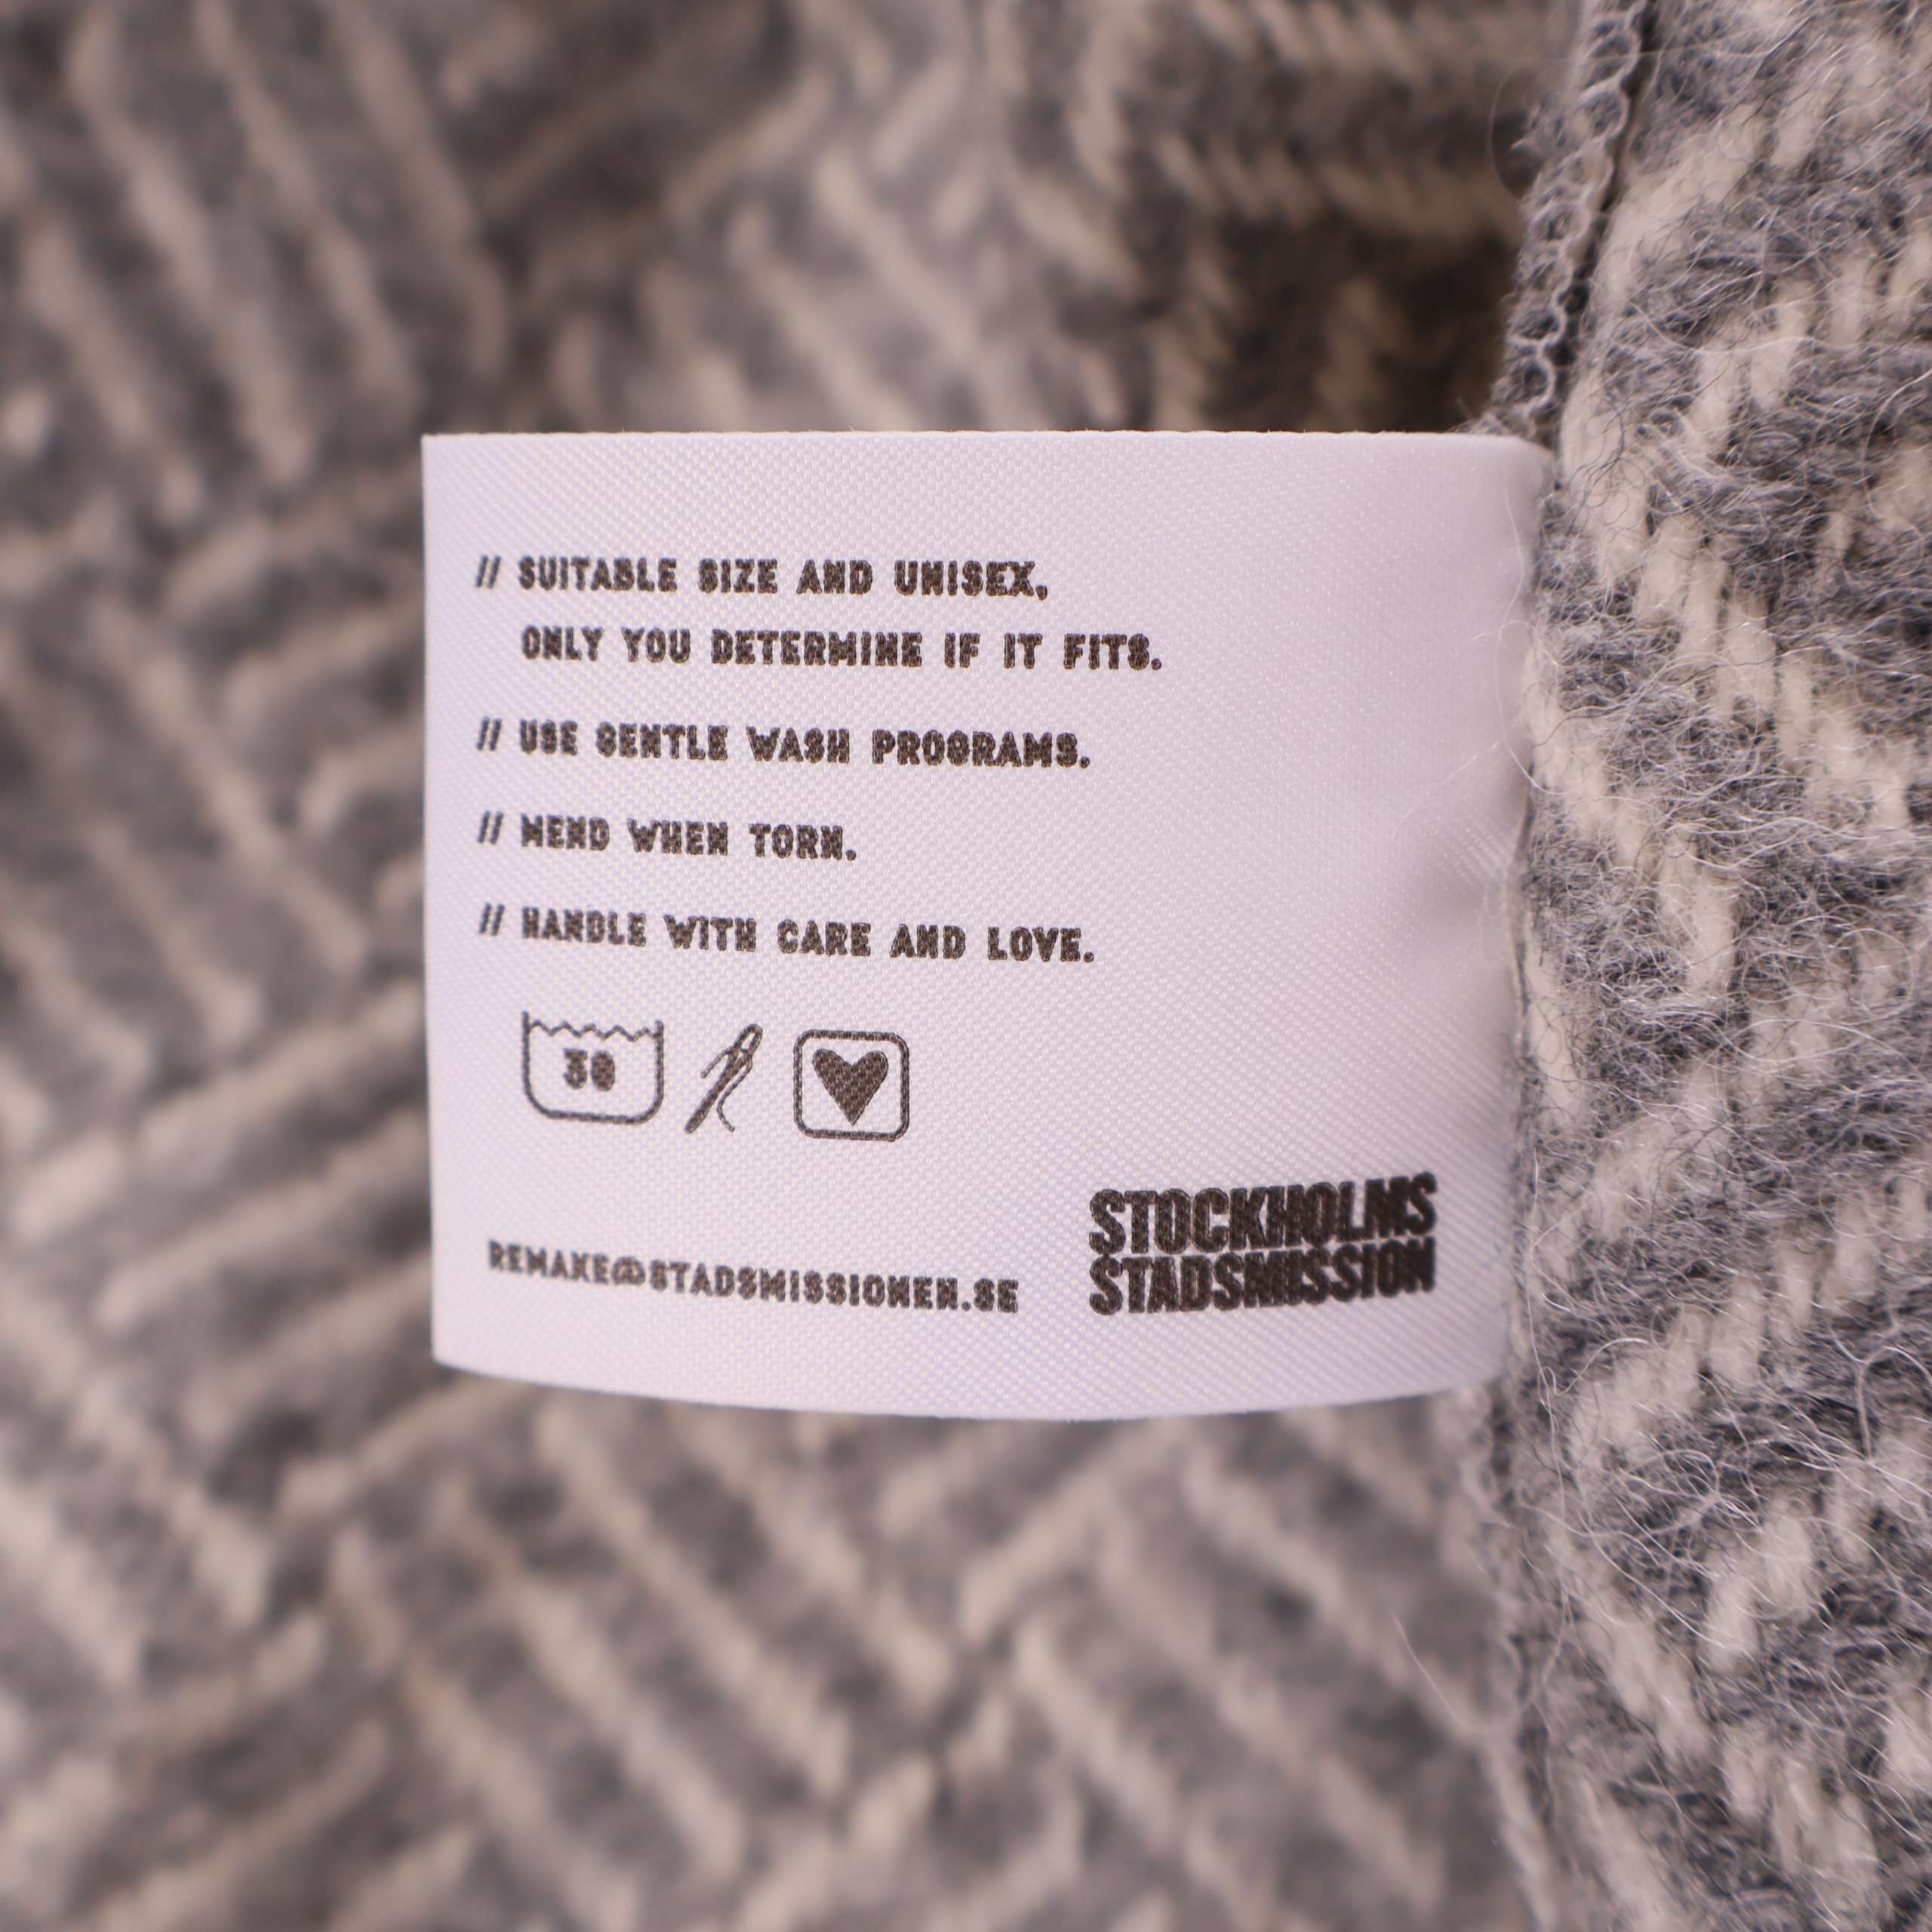 // SUITABLE SIZE AND UNISEX,
ONLY YOU DETERMINE IF IT FITS.
// USE GENTLE WASH PROGRAMS.
// MEND WHEN TORN.
// HANDLE WITH CARE AND LOVE.
30
REMAKE@STADSMISSIONEN.SE
STOCKHOLMS
STADSMISSION